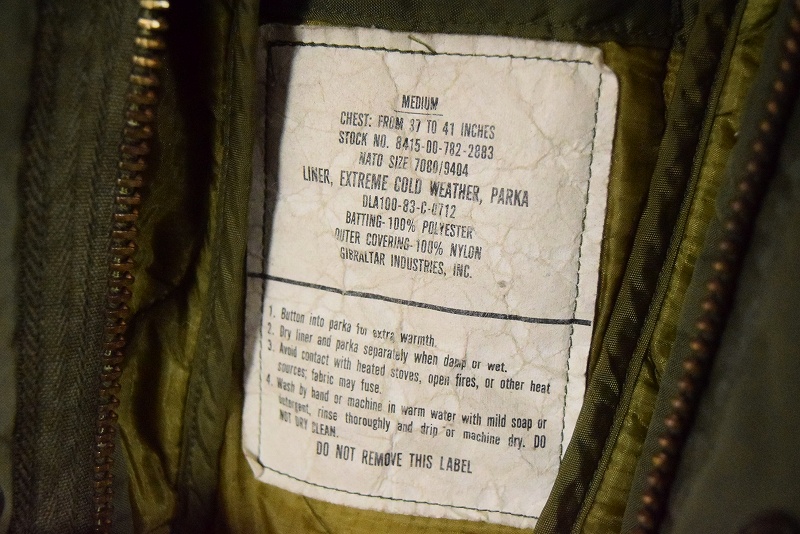 MEDIUM
CHEST: FROM 37 TO 41 INCHES
STOCK NO. 8415-00-782-2883
NATO SIZE 7080/9404
LINER, EXTREME COLD WEATHER, PARKA
DLA100-83-C-0712
BATTING-100% POLYESTER
OUTER COVERING-100% NYLON
GIBRALTAR INDUSTRIES, INC.
1. Button into parka for extra warmth.
2. Dry liner and parka separately when damp or wet.
3. Avoid contact with heated stoves, open fires, or other heat
sources; fabric may fuse.
4. Wash by hand or machine in warm water with mild soap or
detergent, rinse thoroughly and drip or machine dry. DO
NOT DRY CLEAN.
DO NOT REMOVE THIS LABEL